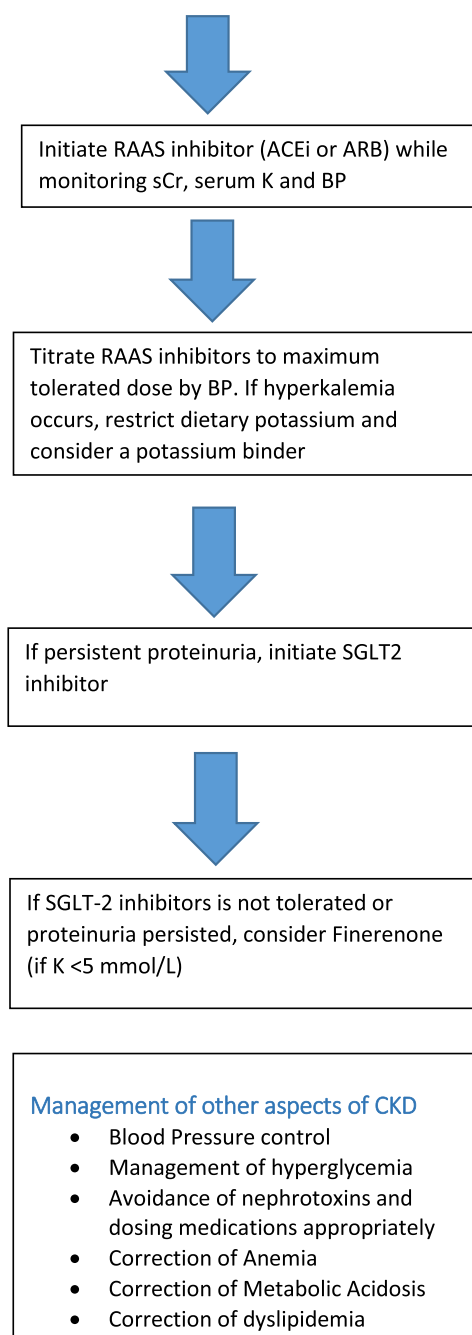 Initiate RAAS inhibitor (ACEi or ARB) while
monitoring sCr, serum K and BP
Titrate RAAS inhibitors to maximum
tolerated dose by BP. If hyperkalemia
occurs, restrict dietary potassium and
consider a potassium binder
If persistent proteinuria, initiate SGLT2
inhibitor
If SGLT-2 inhibitors is not tolerated or
proteinuria persisted, consider Finerenone
(if K <5 mmol/L)
Management of other aspects of CKD
• Blood Pressure control
• Management of hyperglycemia
• Avoidance of nephrotoxins and
dosing medications appropriately
• Correction of Anemia
• Correction of Metabolic Acidosis
• Correction of dyslipidemia